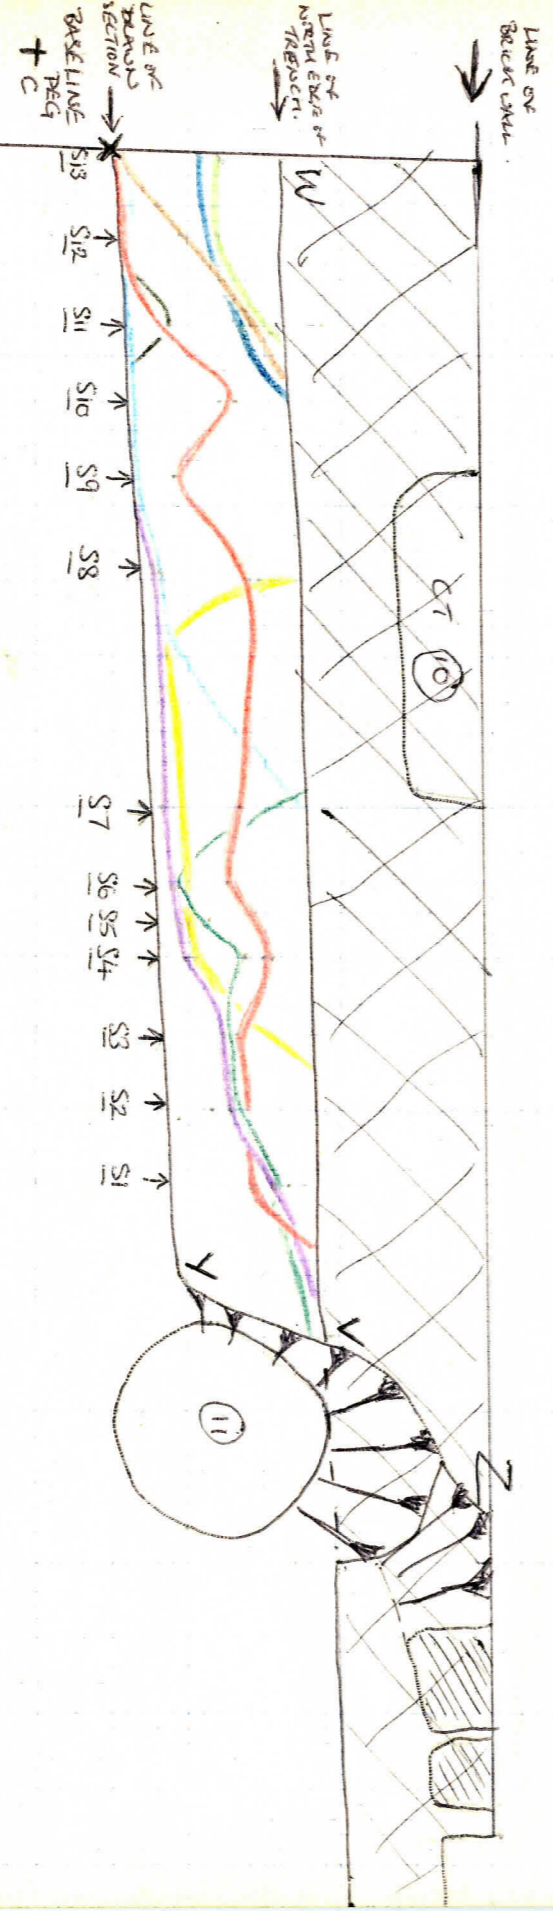 LINE OF
BRICK WALL.
LINE OF
NORTH EDGE OF
TRENCH.
LINE OF
DRAWN
SECTION
BASELINE
PEG
+ C
X
W
S13
S12
S11
S10
S9
S8
S7
S6
S5
S4
S3
S2
S1
CT
10
Y
V
Z
11